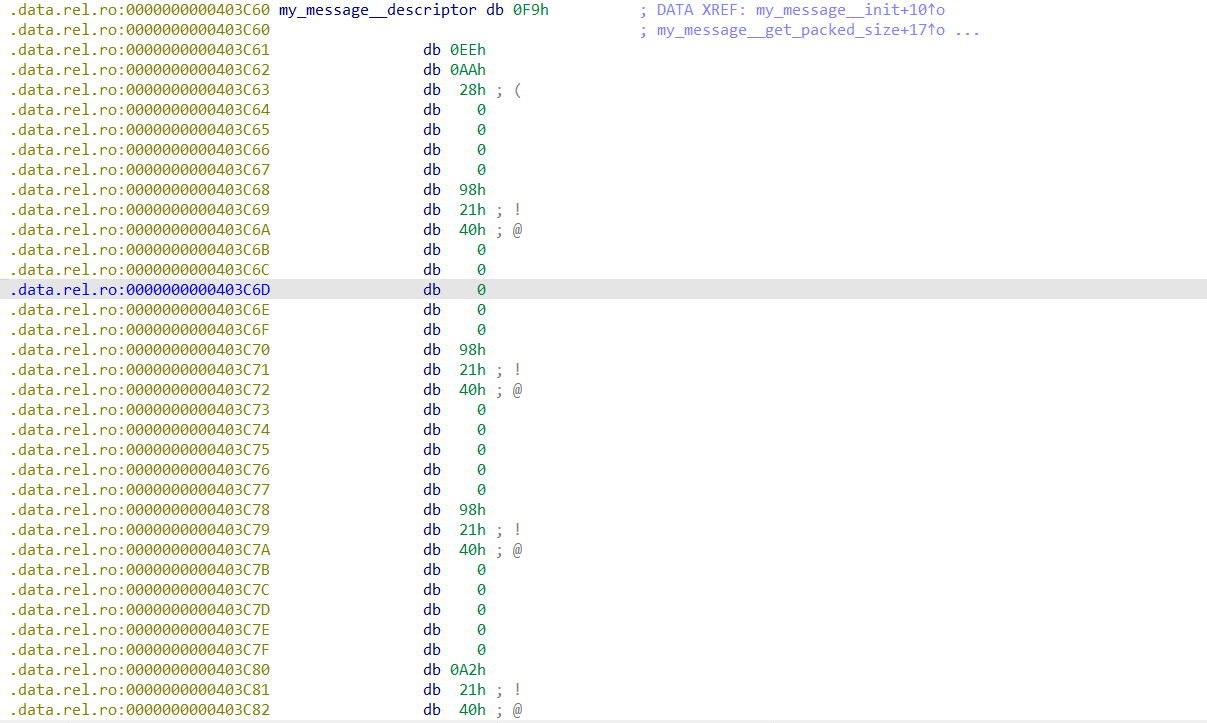 .data.rel.ro:0000000000403C60 my_message__descriptor db 0F9h ; DATA XREF: my_message__init+10↑o
.data.rel.ro:0000000000403C60 ; my_message__get_packed_size+17↑o ...
.data.rel.ro:0000000000403C61 db 0EEh
.data.rel.ro:0000000000403C62 db 0AAh
.data.rel.ro:0000000000403C63 db 28h ; (
.data.rel.ro:0000000000403C64 db 0
.data.rel.ro:0000000000403C65 db 0
.data.rel.ro:0000000000403C66 db 0
.data.rel.ro:0000000000403C67 db 0
.data.rel.ro:0000000000403C68 db 98h
.data.rel.ro:0000000000403C69 db 21h ; !
.data.rel.ro:0000000000403C6A db 40h ; @
.data.rel.ro:0000000000403C6B db 0
.data.rel.ro:0000000000403C6C db 0
.data.rel.ro:0000000000403C6D db 0
.data.rel.ro:0000000000403C6E db 0
.data.rel.ro:0000000000403C6F db 0
.data.rel.ro:0000000000403C70 db 98h
.data.rel.ro:0000000000403C71 db 21h ; !
.data.rel.ro:0000000000403C72 db 40h ; @
.data.rel.ro:0000000000403C73 db 0
.data.rel.ro:0000000000403C74 db 0
.data.rel.ro:0000000000403C75 db 0
.data.rel.ro:0000000000403C76 db 0
.data.rel.ro:0000000000403C77 db 0
.data.rel.ro:0000000000403C78 db 98h
.data.rel.ro:0000000000403C79 db 21h ; !
.data.rel.ro:0000000000403C7A db 40h ; @
.data.rel.ro:0000000000403C7B db 0
.data.rel.ro:0000000000403C7C db 0
.data.rel.ro:0000000000403C7D db 0
.data.rel.ro:0000000000403C7E db 0
.data.rel.ro:0000000000403C7F db 0
.data.rel.ro:0000000000403C80 db 0A2h
.data.rel.ro:0000000000403C81 db 21h ; !
.data.rel.ro:0000000000403C82 db 40h ; @